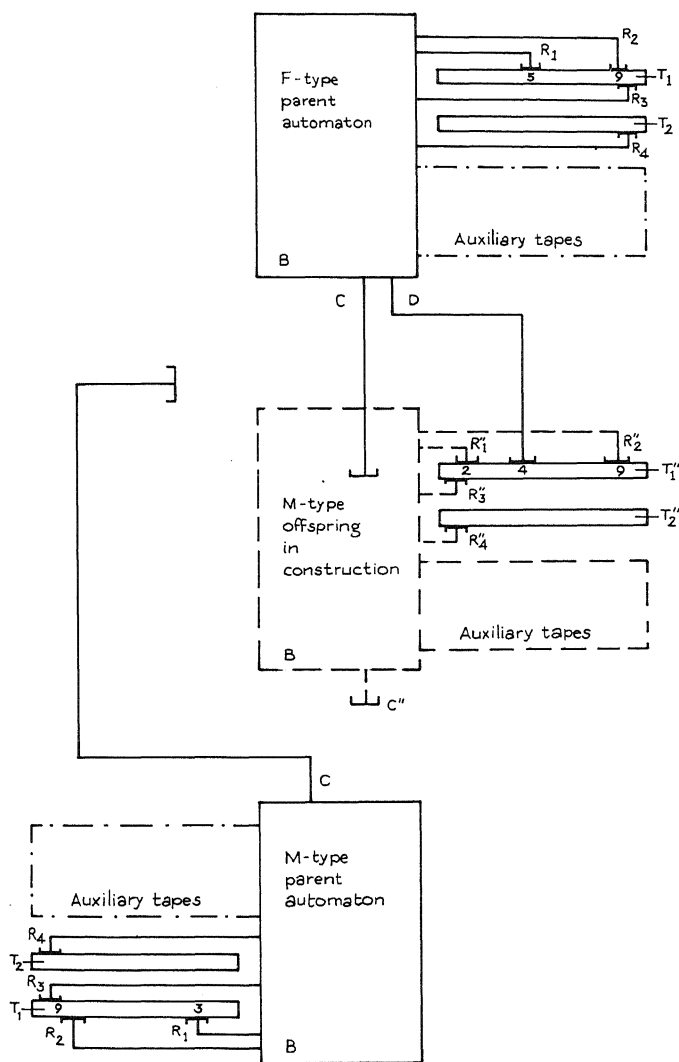 F-type
parent
automaton
B
R2
R1
5
9
T1
R3
T2
R4
Auxiliary tapes
C
D
M-type
offspring
in
construction
B
R"1
R"2
2
4
9
T"1
R"3
T"2
R"4
Auxiliary tapes
C"
C
M-type
parent
automaton
B
Auxiliary tapes
R4
T2
R3
T1
9
3
R2
R1